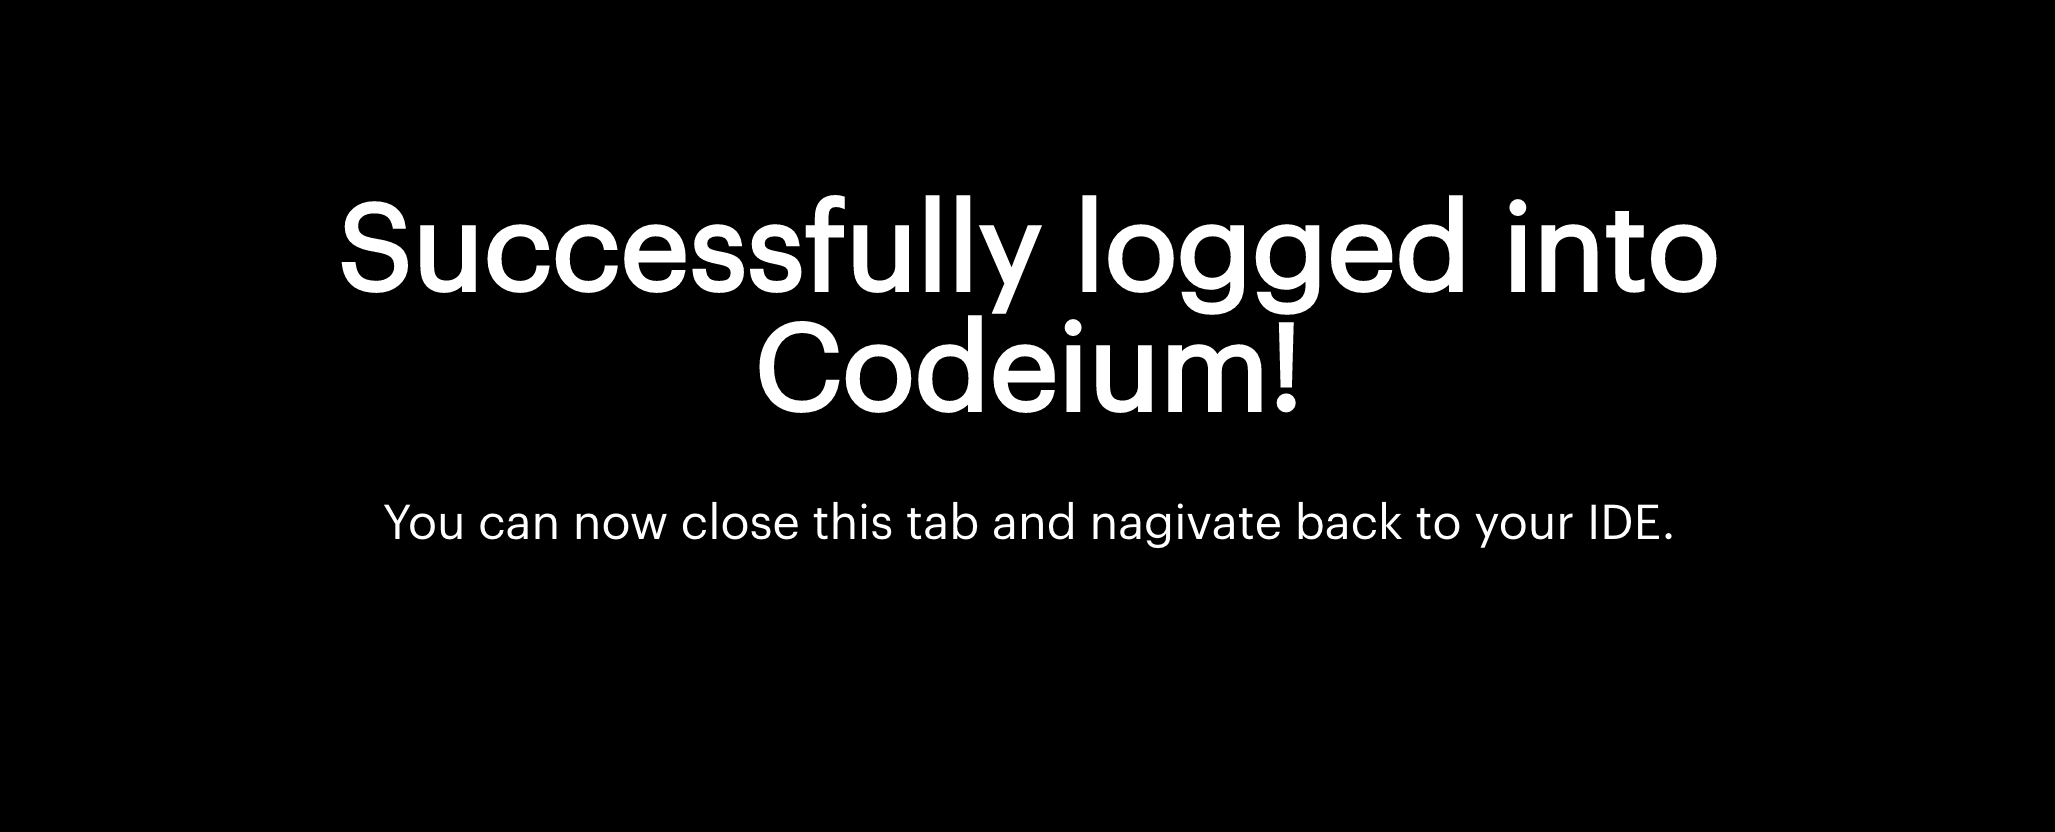 Successfully logged into
Codeium!
You can now close this tab and nagivate back to your IDE.